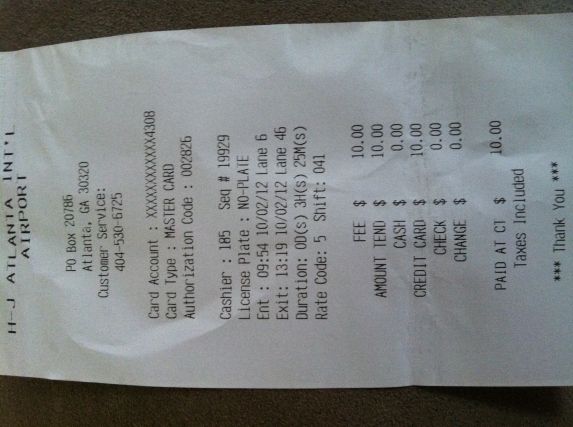 H-J ATLANTA INT'L
AIRPORT
PO Box 20786
Atlanta, GA 30320
Customer Service:
404-530-6725
Card Account : XXXXXXXXXXXX4308
Card Type : MASTER CARD
Authorization Code : 002826
Cashier : 185 Seq # 19929
License Plate : NO-PLATE
Ent : 09:54 10/02/12 Lane 6
Exit: 13:19 10/02/12 Lane 46
Duration: 0D(s) 3H(s) 25M(s)
Rate Code: 5 Shift: 041
FEE $ 10.00
AMOUNT TEND $ 10.00
CASH $ 0.00
CREDIT CARD $ 10.00
CHECK $ 0.00
CHANGE $ 0.00
PAID AT CT $ 10.00
Taxes Included
*** Thank You ***